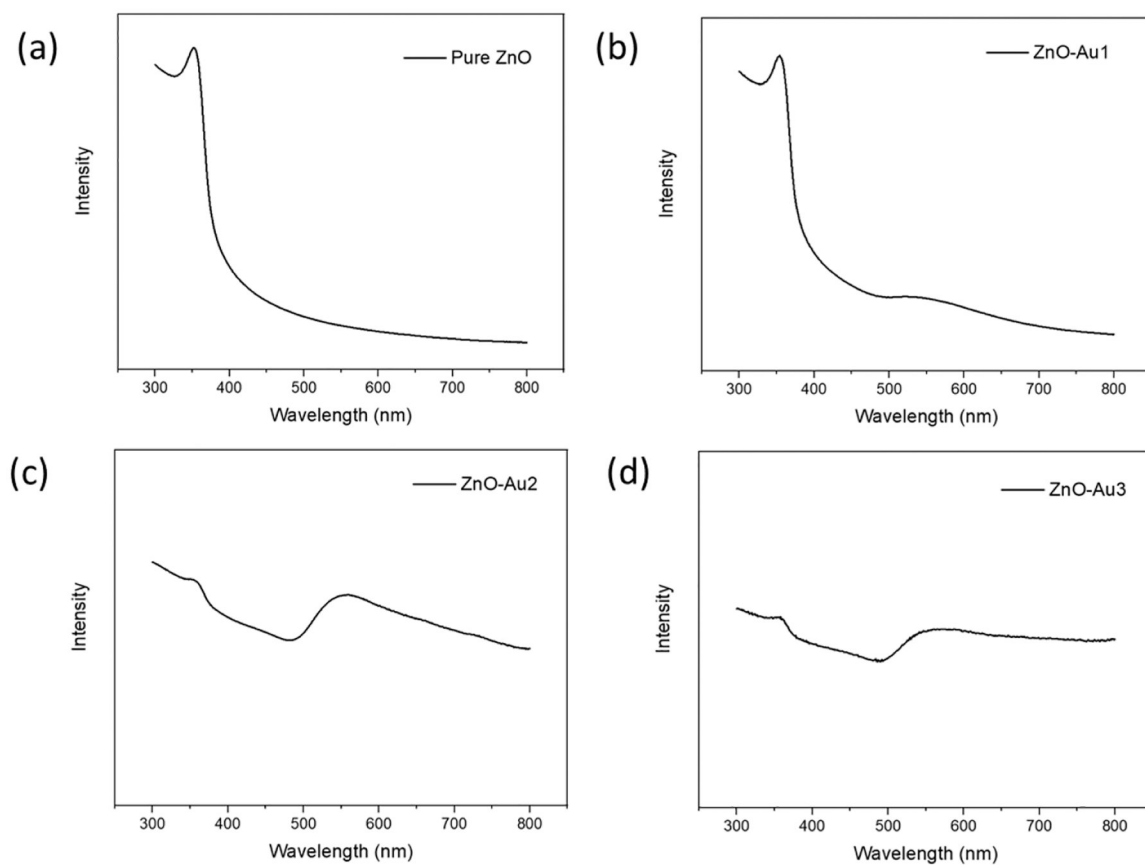 (a)
Pure ZnO
Intensity
300 400 500 600 700 800
Wavelength (nm)
(b)
ZnO-Au1
Intensity
300 400 500 600 700 800
Wavelength (nm)
(c)
ZnO-Au2
Intensity
300 400 500 600 700 800
Wavelength (nm)
(d)
ZnO-Au3
Intensity
300 400 500 600 700 800
Wavelength (nm)